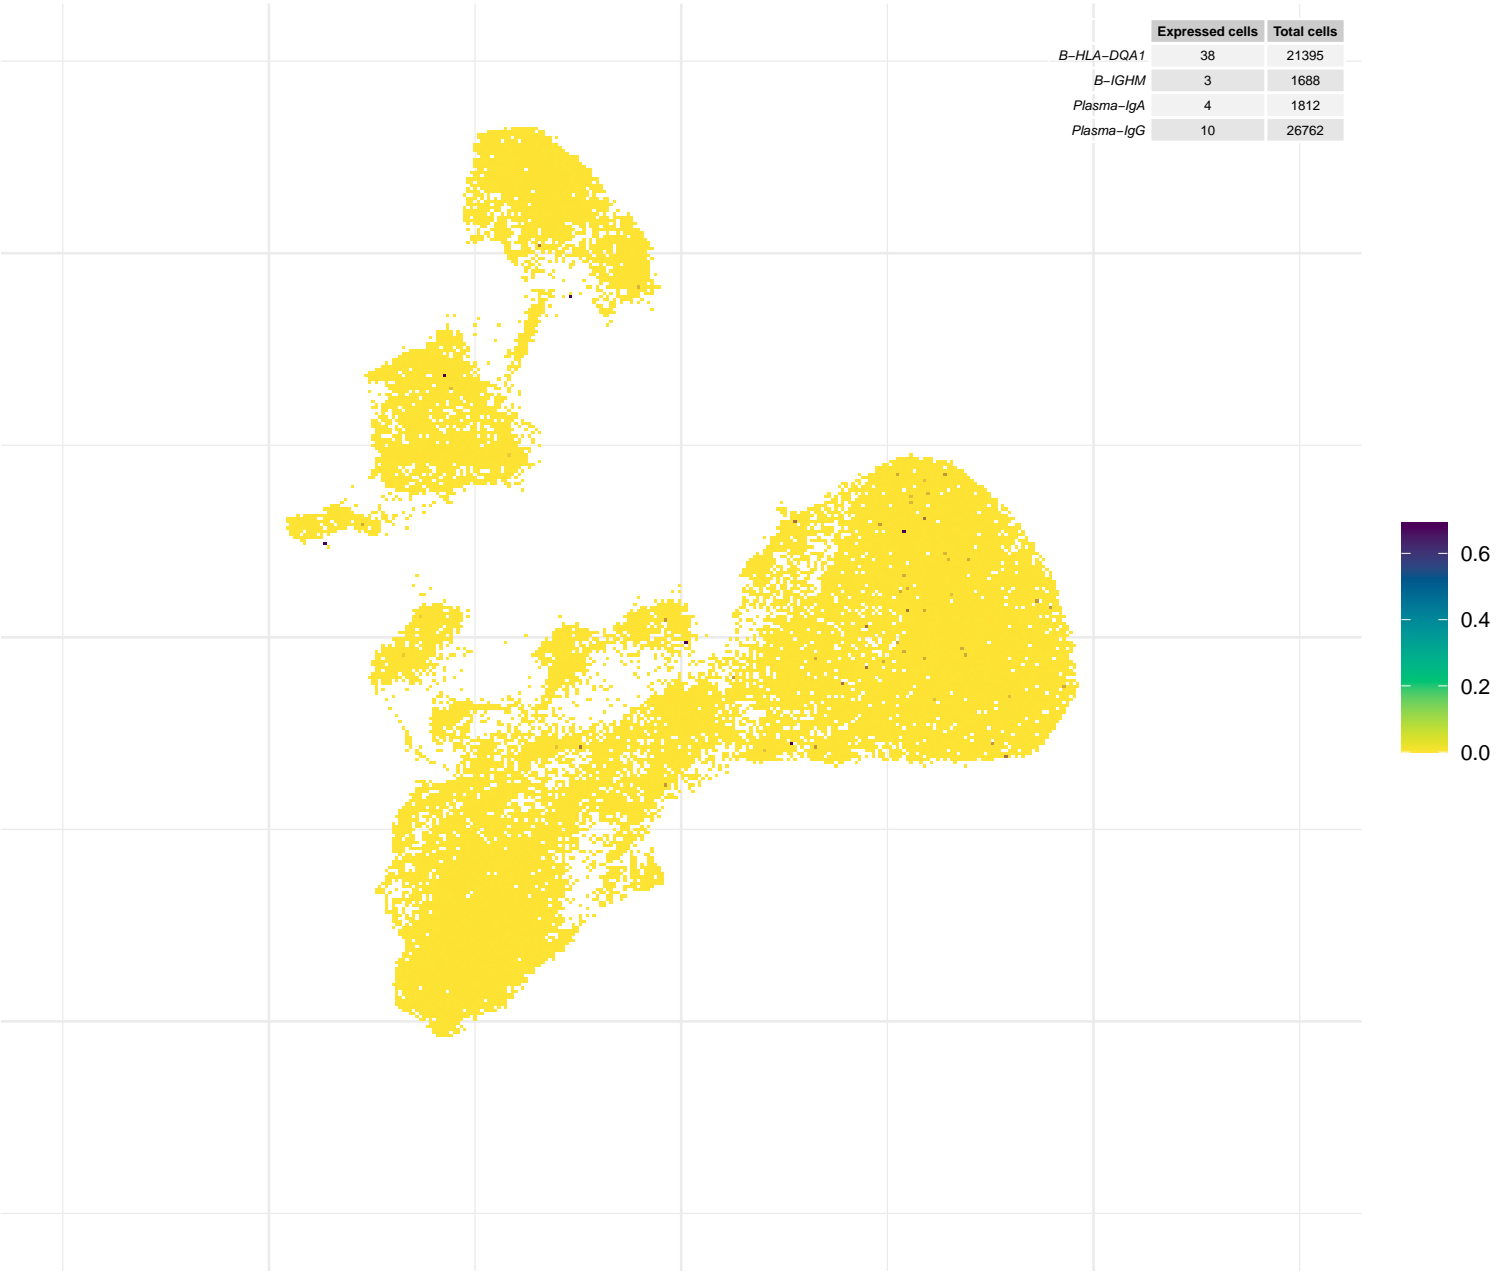 Expressed cells Total cells
B−HLA−DQA1 38 21395
B−IGHM 3 1688
Plasma−IgA 4 1812
Plasma−IgG 10 26762
0.6
0.4
0.2
0.0